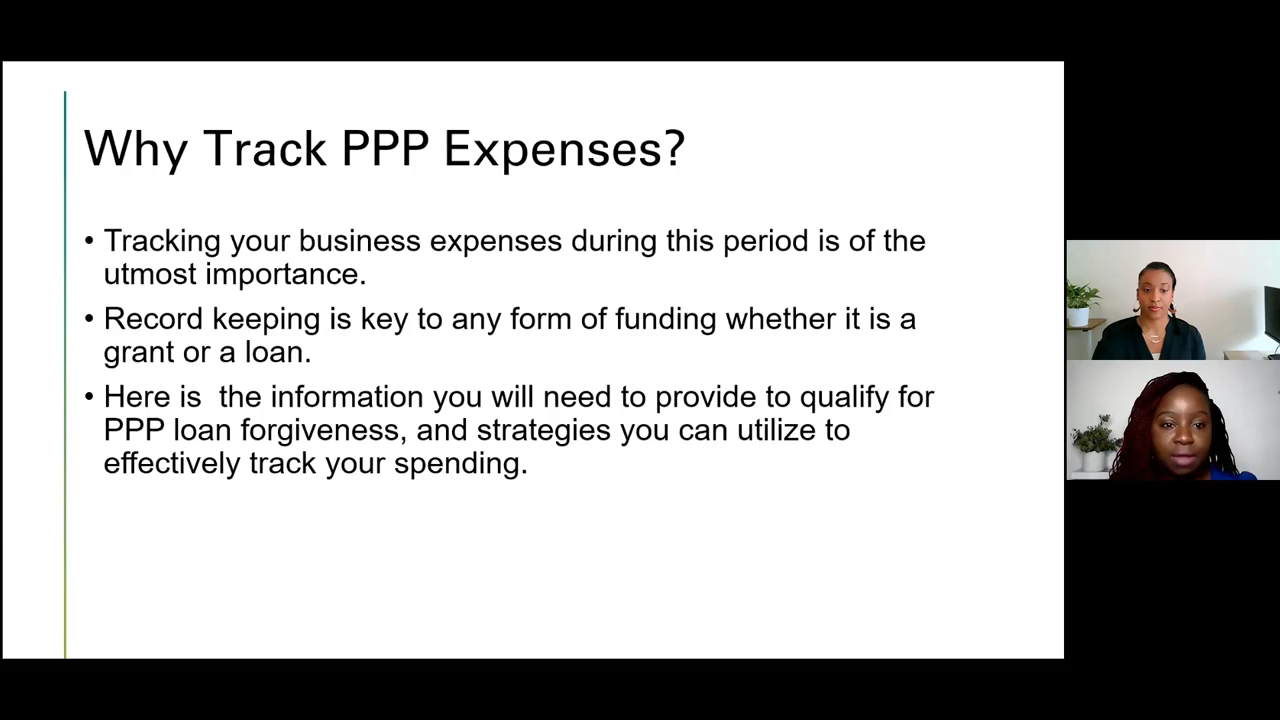 Why Track PPP Expenses?
• Tracking your business expenses during this period is of the
utmost importance.
• Record keeping is key to any form of funding whether it is a
grant or a loan.
• Here is  the information you will need to provide to qualify for
PPP loan forgiveness, and strategies you can utilize to
effectively track your spending.